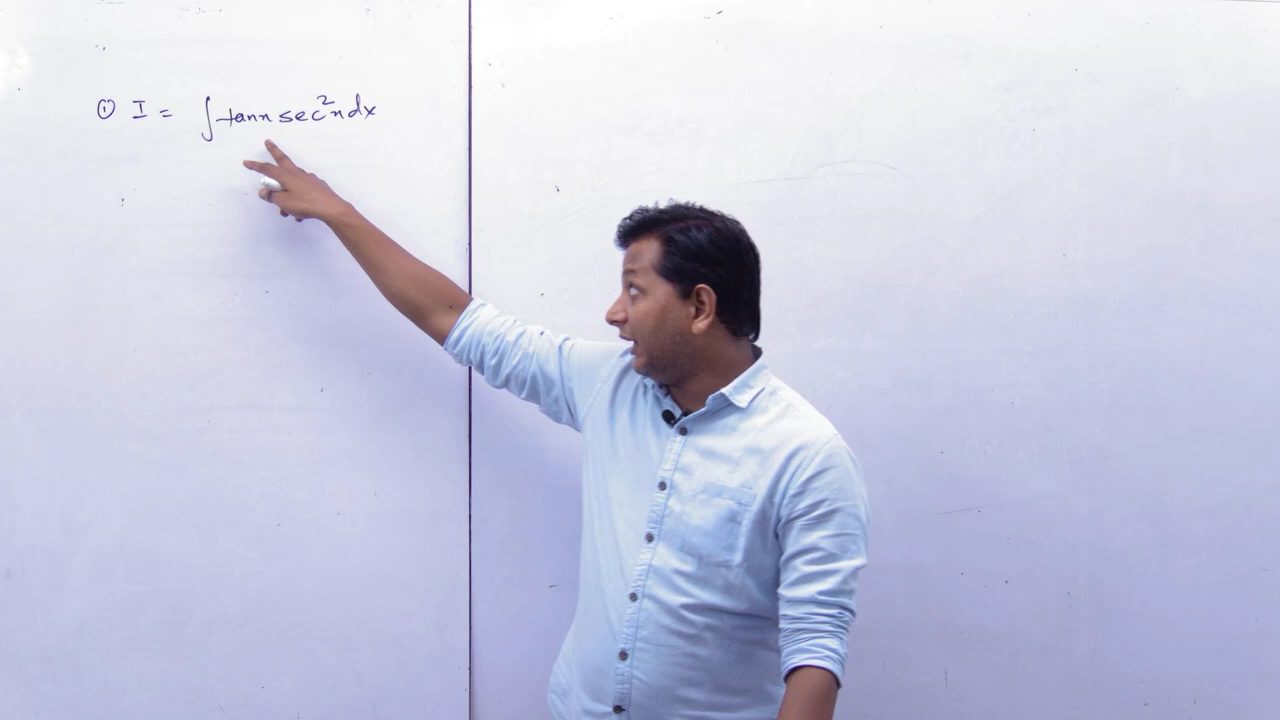 ① I = ∫ tanx sec²x dx